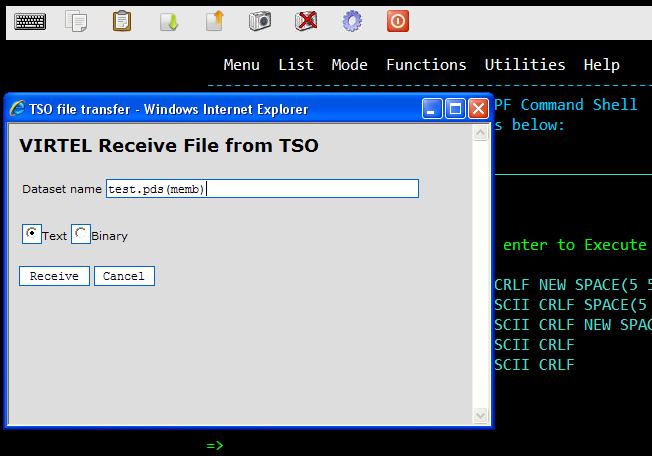 Menu List Mode Functions Utilities Help
TSO file transfer - Windows Internet Explorer
PF Command Shell
s below:
VIRTEL Receive File from TSO
Dataset name test.pds(memb)
Text Binary
enter to Execute
Receive Cancel
CRLF NEW SPACE(5 5
SCII CRLF SPACE(5
SCII CRLF NEW SPAC
SCII CRLF
SCII CRLF
=>